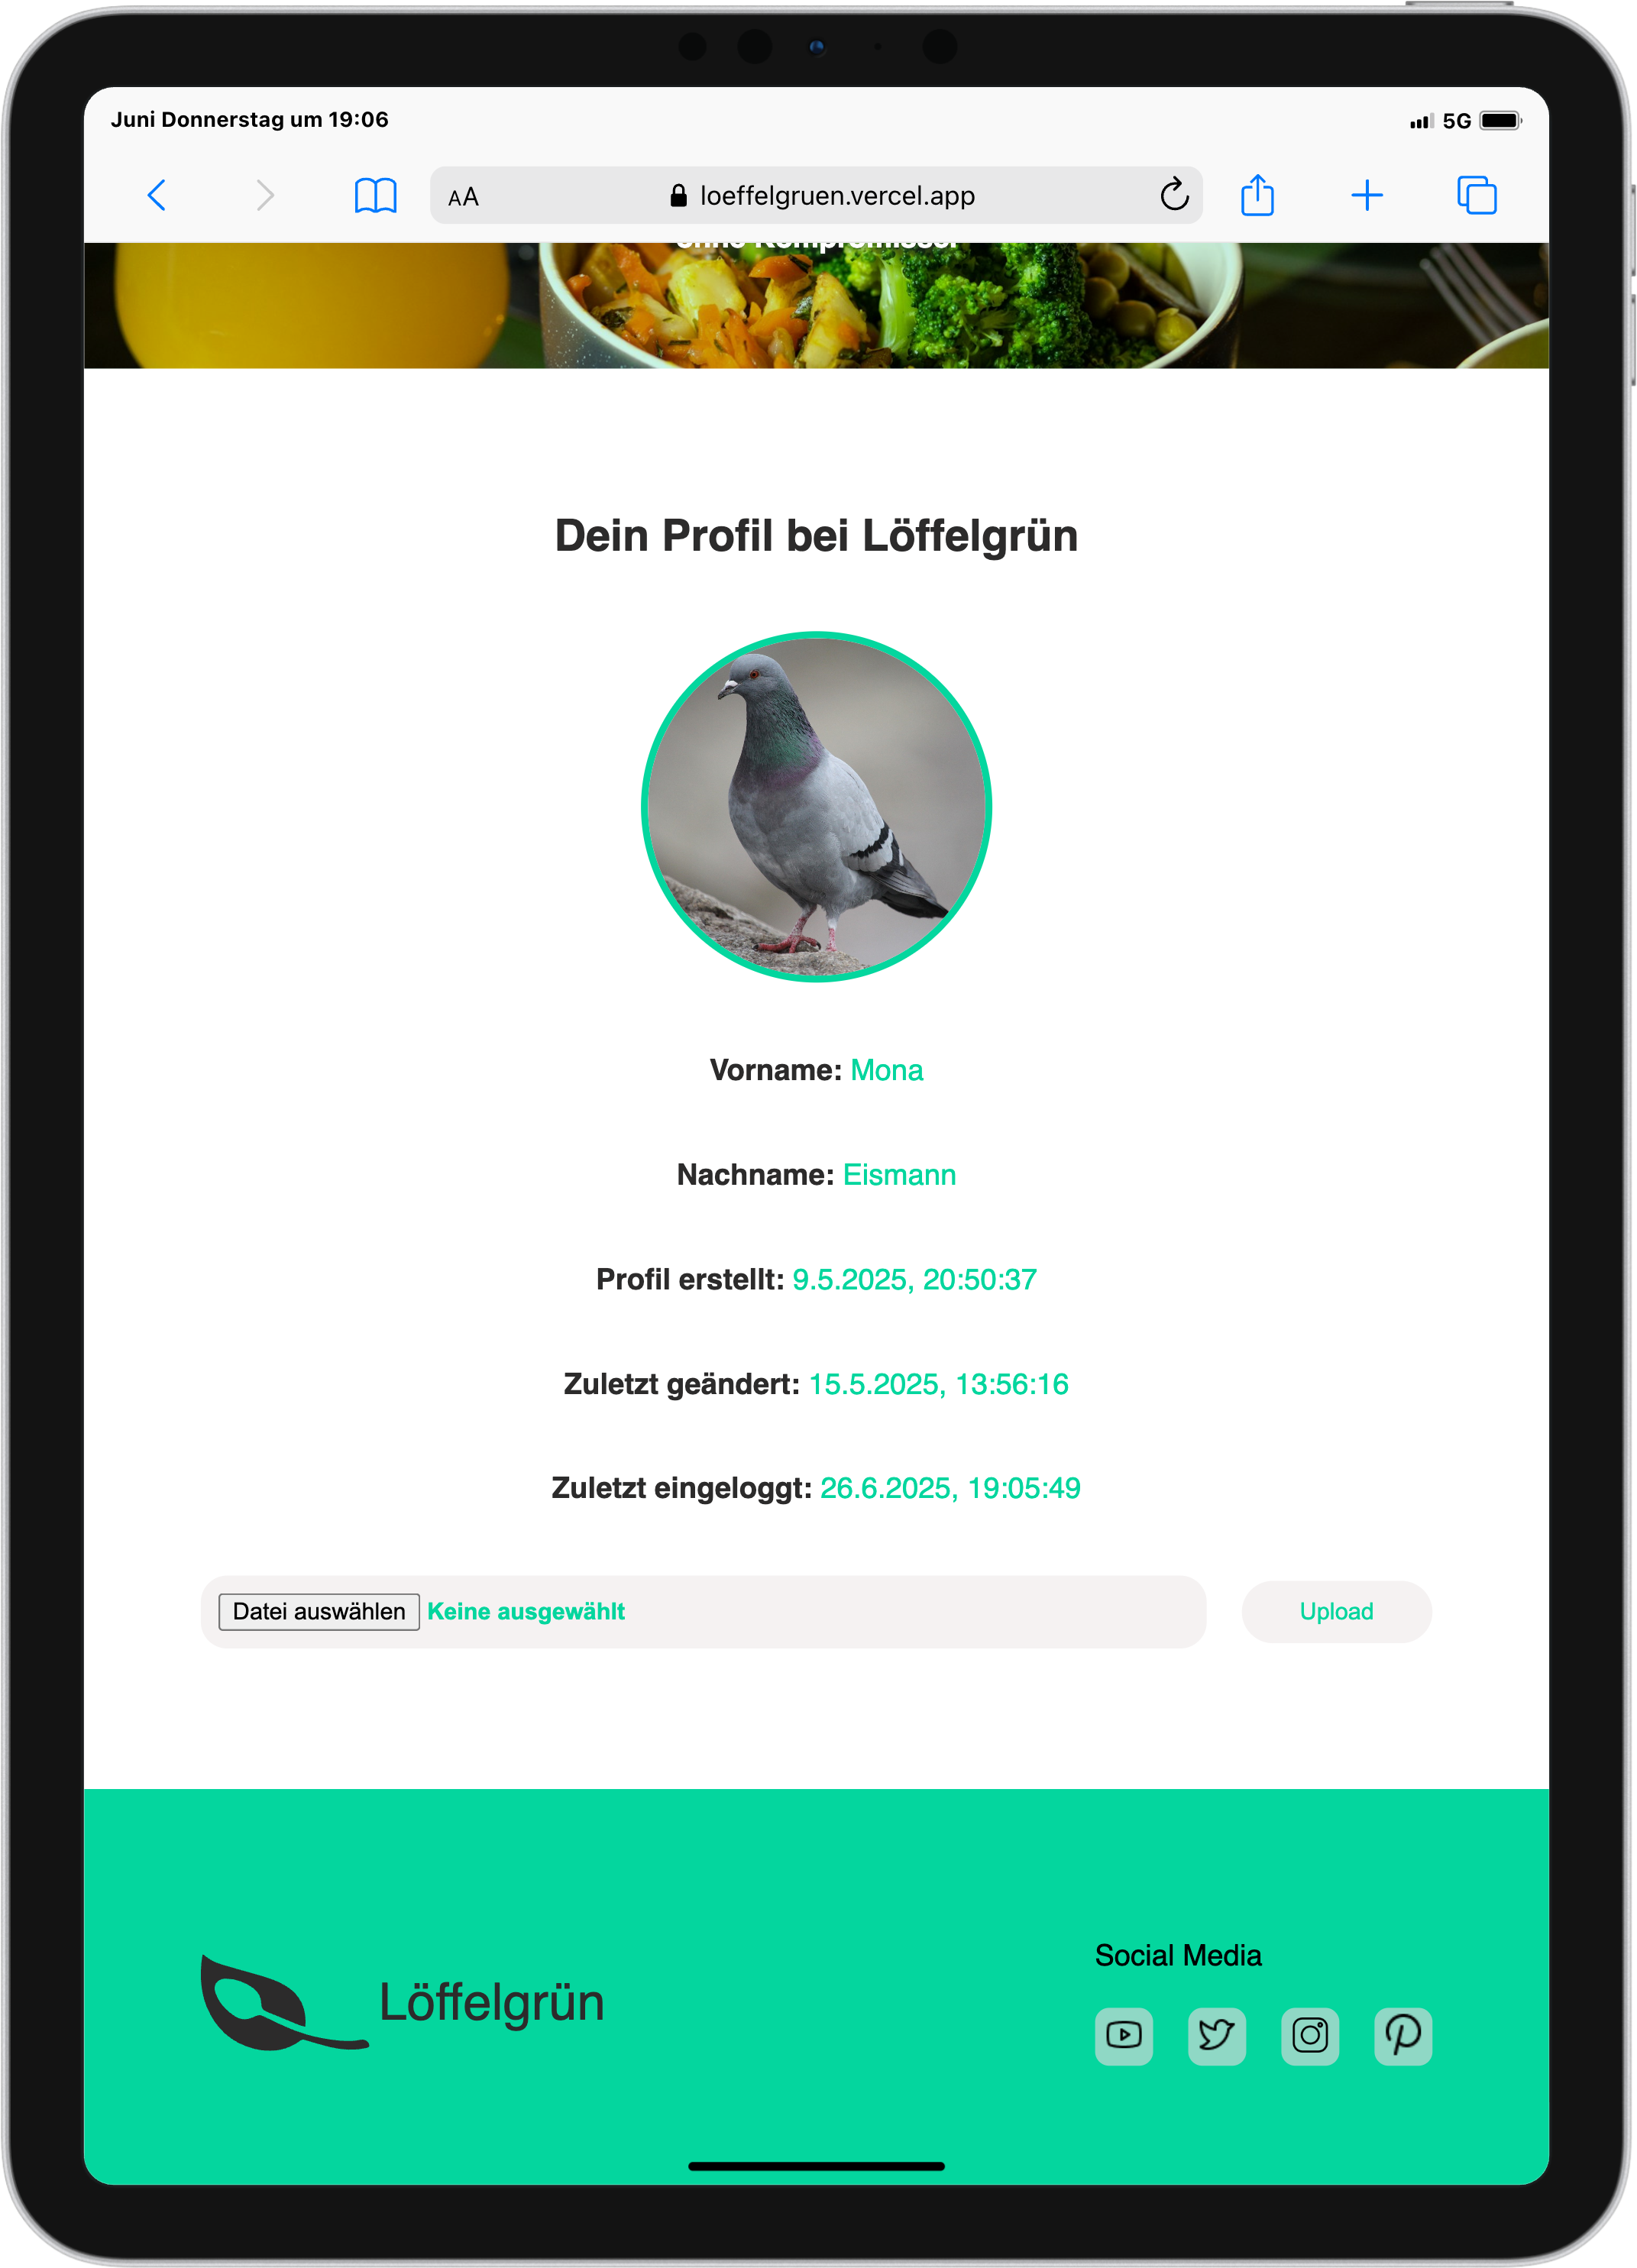 Juni Donnerstag um 19:06
5G
AA
loeffelgruen.vercel.app
Dein Profil bei Löffelgrün
Vorname: Mona
Nachname: Eismann
Profil erstellt: 9.5.2025, 20:50:37
Zuletzt geändert: 15.5.2025, 13:56:16
Zuletzt eingeloggt: 26.6.2025, 19:05:49
Datei auswählen Keine ausgewählt
Upload
Social Media
Löffelgrün